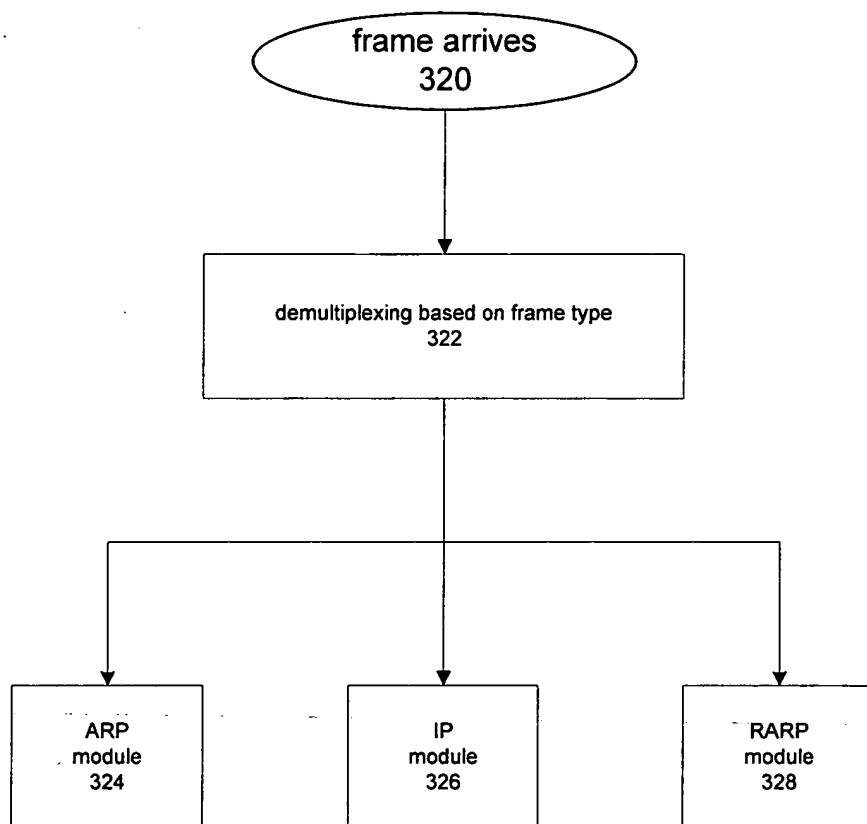 frame arrives
320
demultiplexing based on frame type
322
ARP
module
324
IP
module
326
RARP
module
328